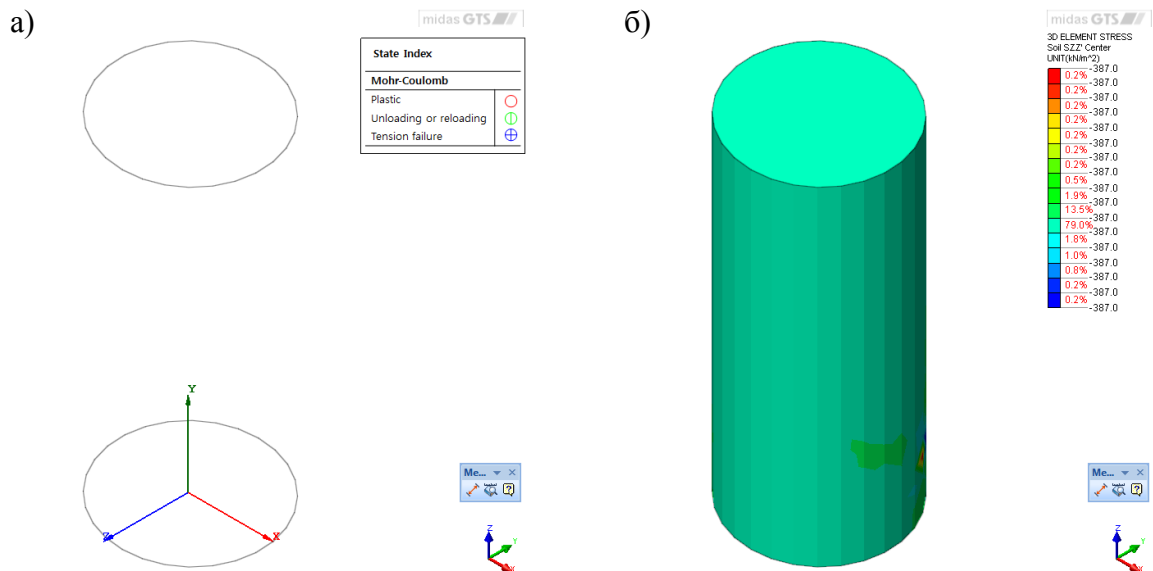 а)
midas GTS
State Index
Mohr-Coulomb
Plastic
Unloading or reloading
Tension failure
Y
Z
X
Me...
Z
Y
X
б)
midas GTS
3D ELEMENT STRESS
Soil SZZ' Center
UNIT(kN/m^2)
-387.0
0.2%
-387.0
0.2%
-387.0
0.2%
-387.0
0.2%
-387.0
0.2%
-387.0
0.2%
-387.0
0.2%
-387.0
0.5%
-387.0
1.9%
-387.0
13.5%
-387.0
79.0%
-387.0
1.8%
-387.0
1.0%
-387.0
0.8%
-387.0
0.2%
-387.0
0.2%
-387.0
Me...
Z
Y
X